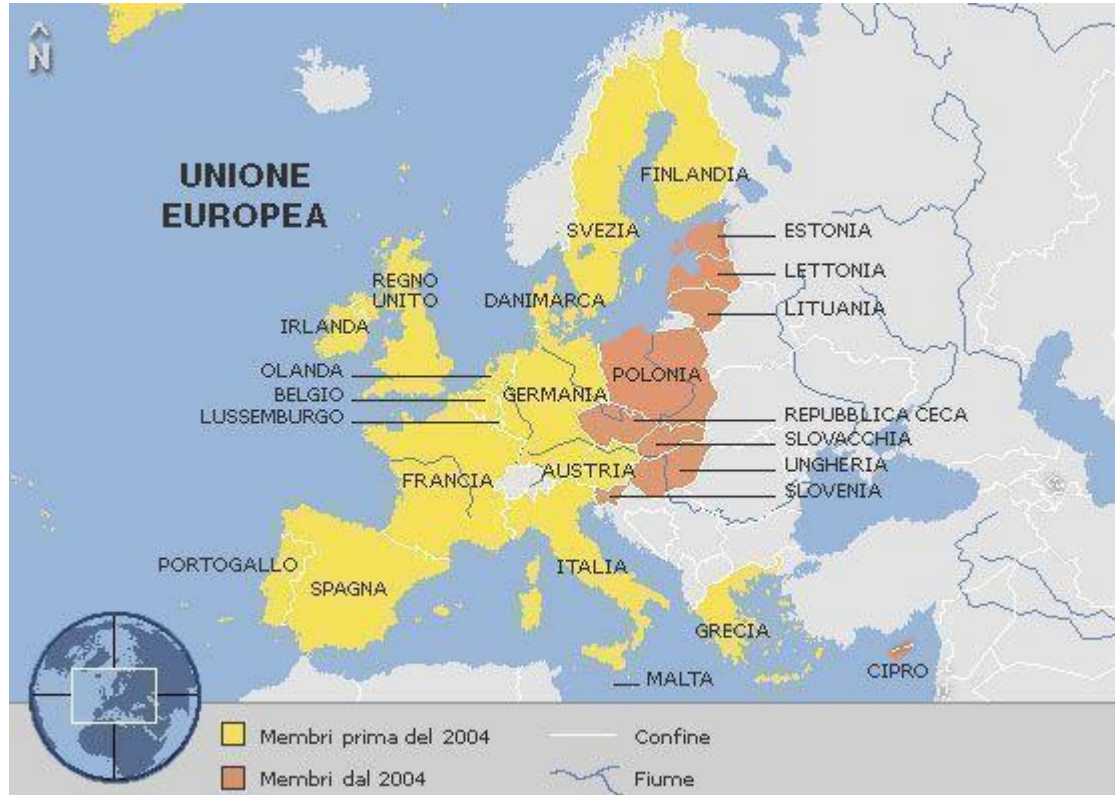 N
UNIONE
EUROPEA
FINLANDIA
SVEZIA
ESTONIA
REGNO
UNITO
LETTONIA
DANIMARCA
LITUANIA
IRLANDA
OLANDA
POLONIA
BELGIO
GERMANIA
LUSSEMBURGO
REPUBBLICA CECA
SLOVACCHIA
AUSTRIA
UNGHERIA
FRANCIA
SLOVENIA
PORTOGALLO
ITALIA
SPAGNA
GRECIA
CIPRO
MALTA
Membri prima del 2004
Confine
Membri dal 2004
Fiume